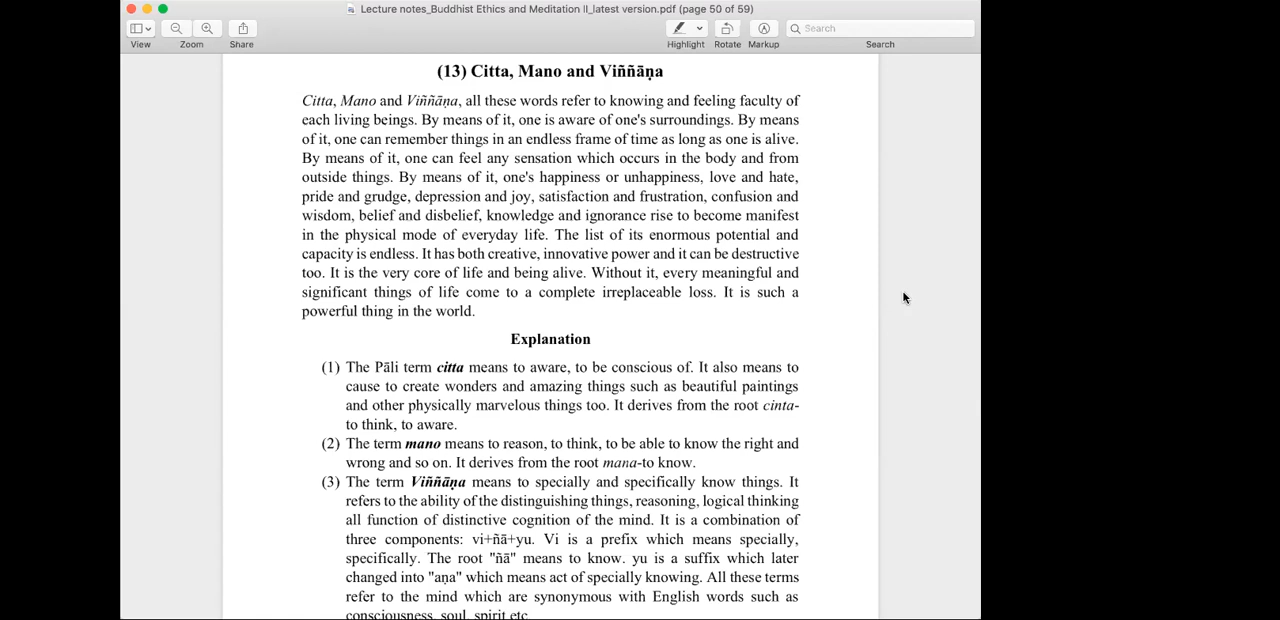 Lecture notes_Buddhist Ethics and Meditation II_latest version.pdf (page 50 of 59)
Search
View
Zoom
Share
Highlight
Rotate
Markup
Search
(13) Citta, Mano and Viññāṇa
Citta, Mano and Viññāṇa, all these words refer to knowing and feeling faculty of
each living beings. By means of it, one is aware of one's surroundings. By means
of it, one can remember things in an endless frame of time as long as one is alive.
By means of it, one can feel any sensation which occurs in the body and from
outside things. By means of it, one's happiness or unhappiness, love and hate,
pride and grudge, depression and joy, satisfaction and frustration, confusion and
wisdom, belief and disbelief, knowledge and ignorance rise to become manifest
in the physical mode of everyday life. The list of its enormous potential and
capacity is endless. It has both creative, innovative power and it can be destructive
too. It is the very core of life and being alive. Without it, every meaningful and
significant things of life come to a complete irreplaceable loss. It is such a
powerful thing in the world.
Explanation
(1) The Pāli term citta means to aware, to be conscious of. It also means to
cause to create wonders and amazing things such as beautiful paintings
and other physically marvelous things too. It derives from the root cinta-
to think, to aware.
(2) The term mano means to reason, to think, to be able to know the right and
wrong and so on. It derives from the root mana-to know.
(3) The term Viññāṇa means to specially and specifically know things. It
refers to the ability of the distinguishing things, reasoning, logical thinking
all function of distinctive cognition of the mind. It is a combination of
three components: vi+ñā+yu. Vi is a prefix which means specially,
specifically. The root "ñā" means to know. yu is a suffix which later
changed into "aṇa" which means act of specially knowing. All these terms
refer to the mind which are synonymous with English words such as
consciousness, soul, spirit etc